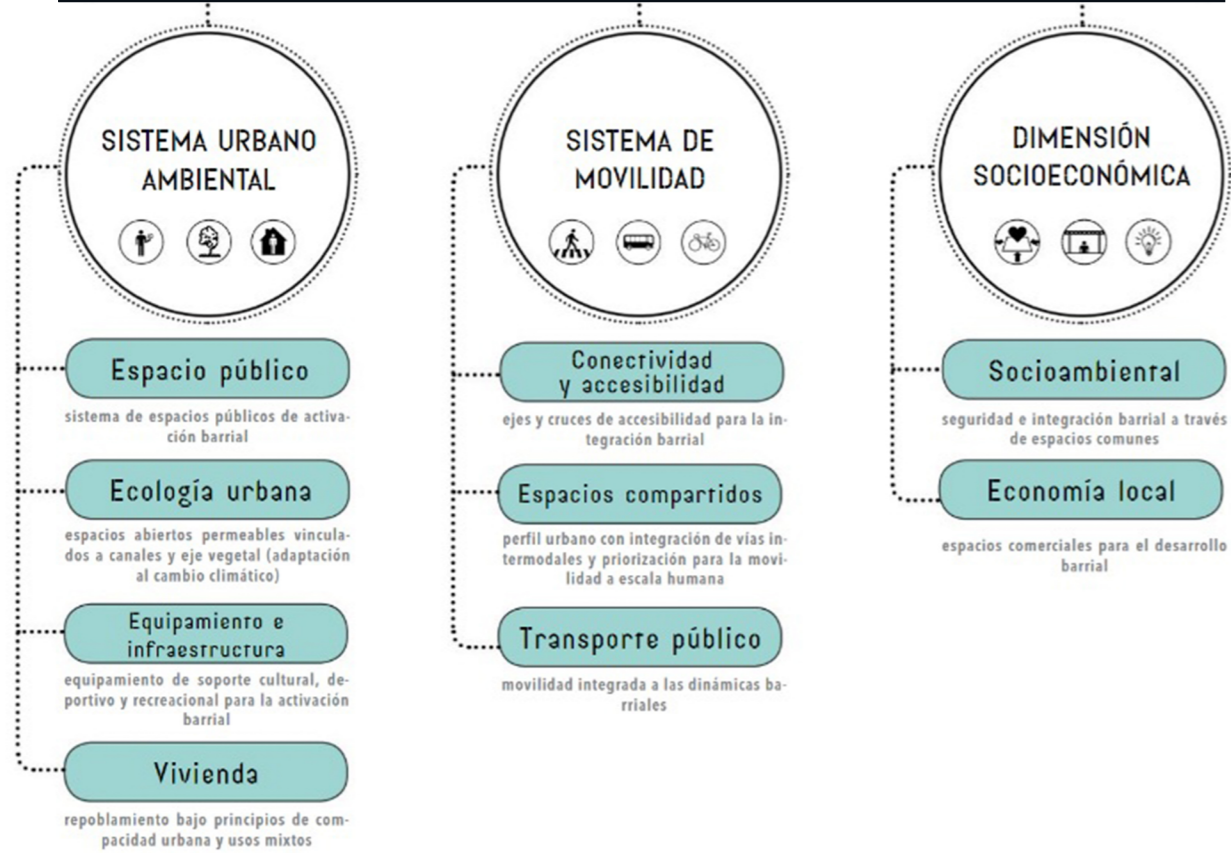 SISTEMA URBANO
AMBIENTAL
Espacio público
sistema de espacios públicos de activa-
ción barrial
Ecología urbana
espacios abiertos permeables vincula-
dos a canales y eje vegetal (adaptación
al cambio climático)
Equipamiento e
infraestructura
equipamiento de soporte cultural, de-
portivo y recreacional para la activación
barrial
Vivienda
repoblamiento bajo principios de com-
pacidad urbana y usos mixtos
SISTEMA DE
MOVILIDAD
Conectividad
y accesibilidad
ejes y cruces de accesibilidad para la in-
tegración barrial
Espacios compartidos
perfil urbano con integración de vías in-
termodales y priorización para la movi-
lidad a escala humana
Transporte público
movilidad integrada a las dinámicas ba-
rriales
DIMENSIÓN
SOCIOECONÓMICA
Socioambiental
seguridad e integración barrial a través
de espacios comunes
Economía local
espacios comerciales para el desarrollo
barrial